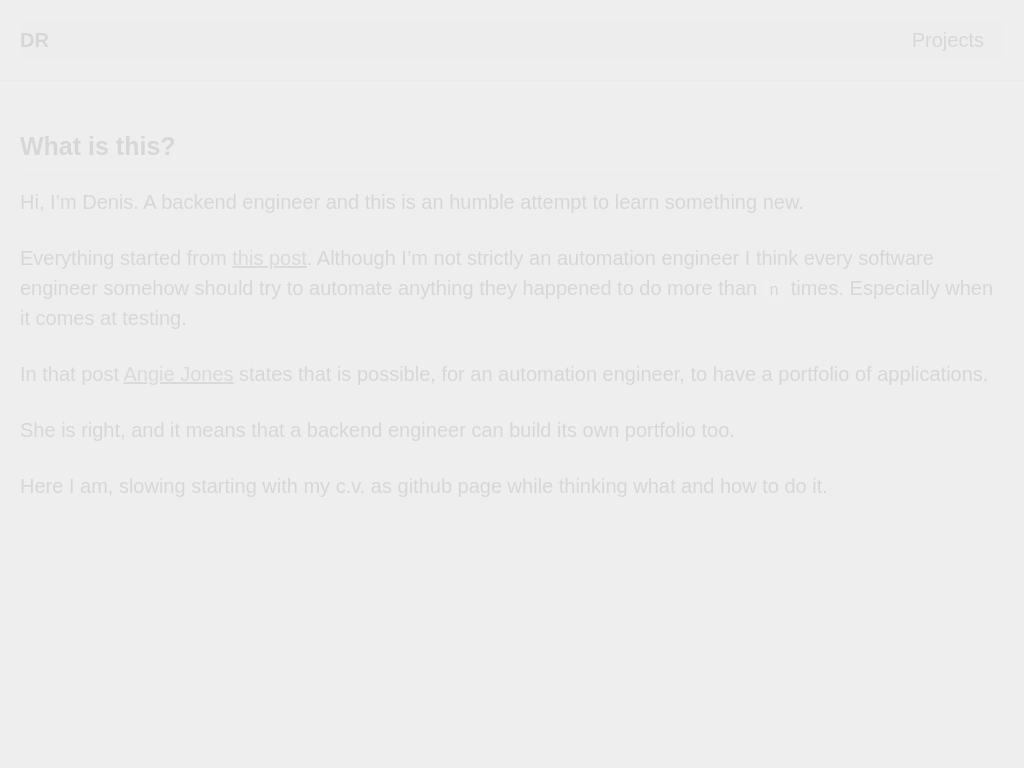 DR
Projects
What is this?
Hi, I’m Denis. A backend engineer and this is an humble attempt to learn something new.
Everything started from this post. Although I’m not strictly an automation engineer I think every software
engineer somehow should try to automate anything they happened to do more than n times. Especially when
it comes at testing.
In that post Angie Jones states that is possible, for an automation engineer, to have a portfolio of applications.
She is right, and it means that a backend engineer can build its own portfolio too.
Here I am, slowing starting with my c.v. as github page while thinking what and how to do it.